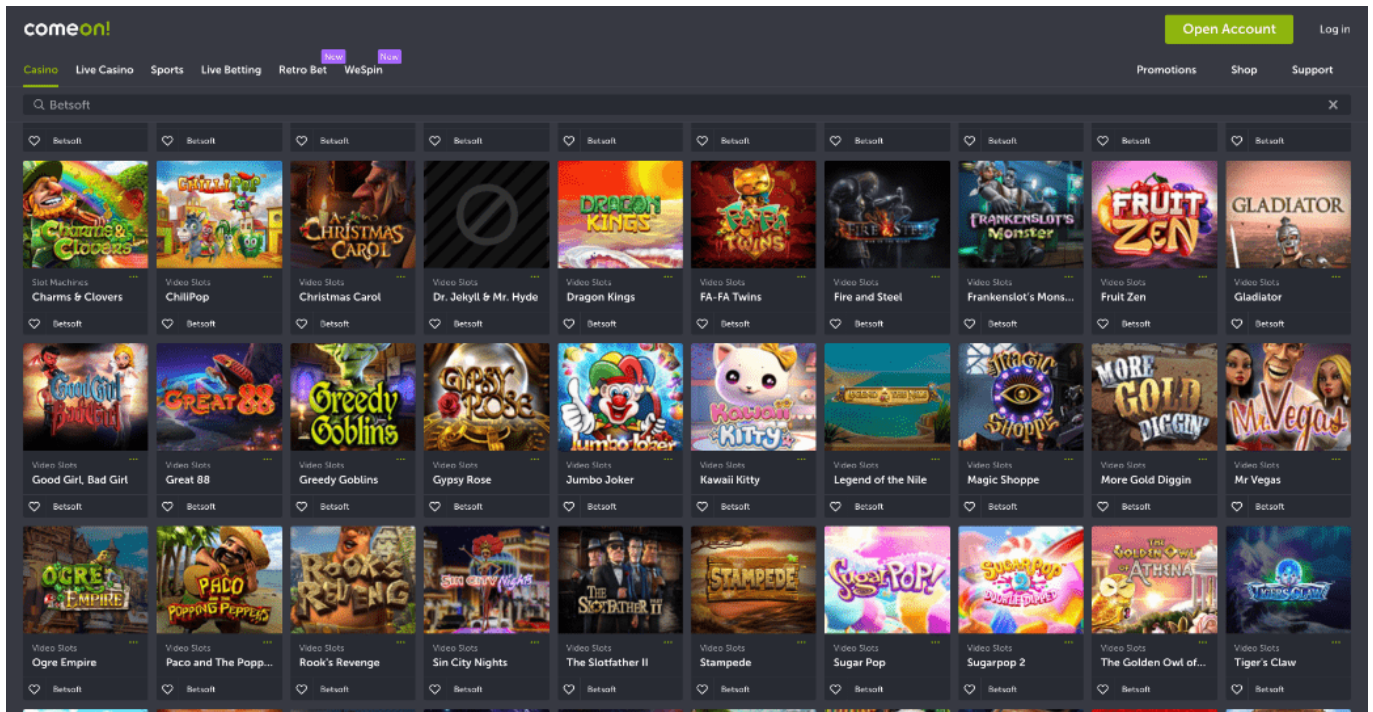 comeon!
Open Account
Log in
New
New
Casino
Live Casino
Sports
Live Betting
Retro Bet
WeSpin
Promotions
Shop
Support
Betsoft
Betsoft Betsoft Betsoft Betsoft Betsoft Betsoft Betsoft Betsoft Betsoft Betsoft
Charms & Clovers
CHILLIPOP
A CHRISTMAS CAROL
DRAGON KINGS
FA-FA TWINS
FIRE & STEEL
FRANKENSLOT'S MONSTER
FRUIT ZEN
GLADIATOR
Slot Machines Video Slots Video Slots Video Slots Video Slots Video Slots Video Slots Video Slots Video Slots Video Slots
Charms & Clovers
ChiliPop
Christmas Carol
Dr. Jekyll & Mr. Hyde
Dragon Kings
FA-FA Twins
Fire and Steel
Frankenslot's Mons...
Fruit Zen
Gladiator
Betsoft Betsoft Betsoft Betsoft Betsoft Betsoft Betsoft Betsoft Betsoft Betsoft
Good Girl Bad Girl
GREAT 88
Greedy Goblins
GYPSY ROSE
Jumbo Joker
Kawaii KITTY
MAGIC SHOPPE
MORE GOLD DIGGIN'
Mr. Vegas
Video Slots Video Slots Video Slots Video Slots Video Slots Video Slots Video Slots Video Slots Video Slots Video Slots
Good Girl, Bad Girl
Great 88
Greedy Goblins
Gypsy Rose
Jumbo Joker
Kawaii Kitty
Legend of the Nile
Magic Shoppe
More Gold Diggin
Mr Vegas
Betsoft Betsoft Betsoft Betsoft Betsoft Betsoft Betsoft Betsoft Betsoft Betsoft
OGRE EMPIRE
PACO AND THE POPPING PEPPERS
ROOK'S REVENGE
SIN CITY Nights
THE SLOTFATHER PART II
STAMPEDE
SugarPOP!
SUGARPOP 2 DOUBLE DIPPED
THE GOLDEN OWL OF ATHENA
TIGER'S CLAW
Video Slots Video Slots Video Slots Video Slots Video Slots Video Slots Video Slots Video Slots Video Slots Video Slots
Ogre Empire
Paco and The Popp...
Rook's Revenge
Sin City Nights
The Slotfather II
Stampede
Sugar Pop
Sugarpop 2
The Golden Owl of...
Tiger's Claw
Betsoft Betsoft Betsoft Betsoft Betsoft Betsoft Betsoft Betsoft Betsoft Betsoft